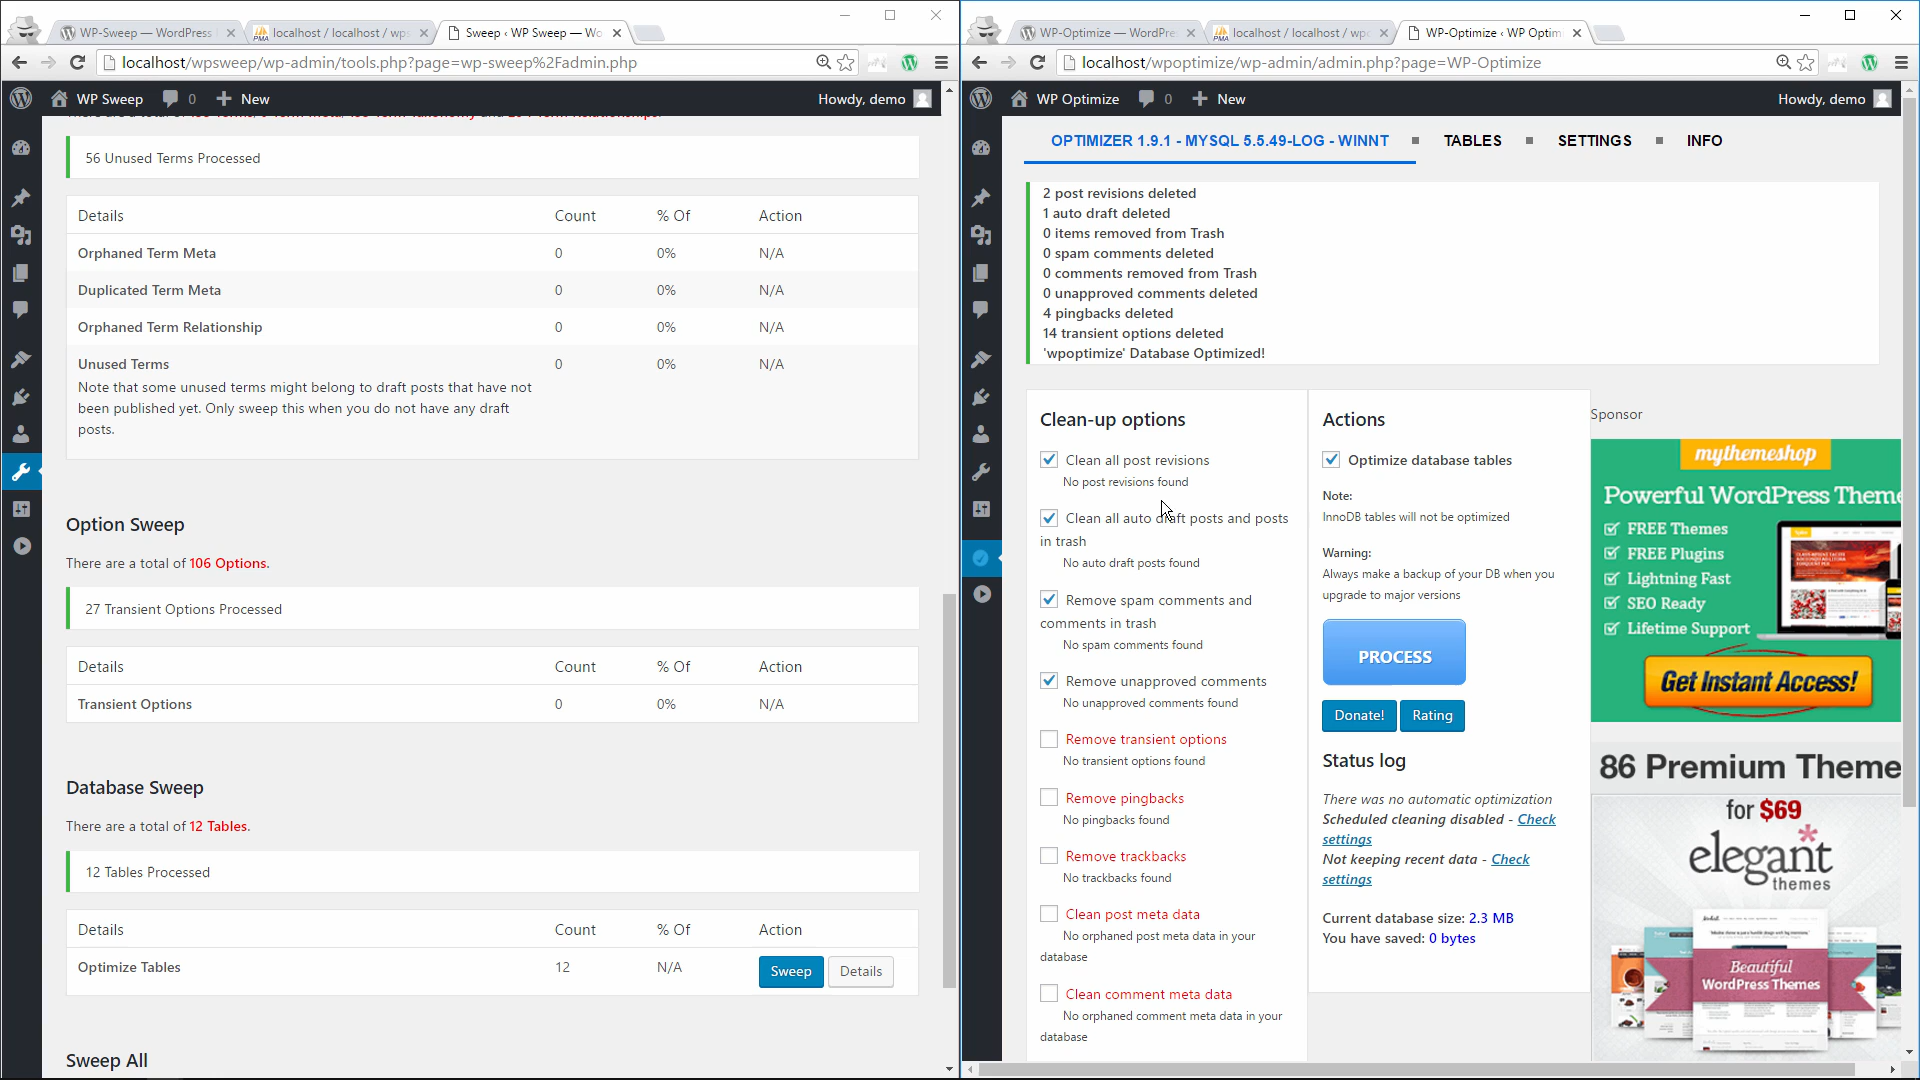 WP-Sweep — WordPress
localhost / localhost / wps
Sweep ‹ WP Sweep — Wo
localhost/wpsweep/wp-admin/tools.php?page=wp-sweep%2Fadmin.php
WP Sweep
0
New
Howdy, demo
56 Unused Terms Processed
Details Count % Of Action
Orphaned Term Meta 0 0% N/A
Duplicated Term Meta 0 0% N/A
Orphaned Term Relationship 0 0% N/A
Unused Terms 0 0% N/A
Note that some unused terms might belong to draft posts that have not
been published yet. Only sweep this when you do not have any draft
posts.
Option Sweep
There are a total of 106 Options.
27 Transient Options Processed
Details Count % Of Action
Transient Options 0 0% N/A
Database Sweep
There are a total of 12 Tables.
12 Tables Processed
Details Count % Of Action
Optimize Tables 12 N/A Sweep Details
Sweep All
WP-Optimize — WordPre
localhost / localhost / wpo
WP-Optimize ‹ WP Optim
localhost/wpoptimize/wp-admin/admin.php?page=WP-Optimize
WP Optimize
0
New
Howdy, demo
OPTIMIZER 1.9.1 - MYSQL 5.5.49-LOG - WINNT
TABLES
SETTINGS
INFO
2 post revisions deleted
1 auto draft deleted
0 items removed from Trash
0 spam comments deleted
0 comments removed from Trash
0 unapproved comments deleted
4 pingbacks deleted
14 transient options deleted
'wpoptimize' Database Optimized!
Clean-up options
Clean all post revisions
No post revisions found
Clean all auto draft posts and posts
in trash
No auto draft posts found
Remove spam comments and
comments in trash
No spam comments found
Remove unapproved comments
No unapproved comments found
Remove transient options
No transient options found
Remove pingbacks
No pingbacks found
Remove trackbacks
No trackbacks found
Clean post meta data
No orphaned post meta data in your
database
Clean comment meta data
No orphaned comment meta data in your
database
Actions
Optimize database tables
Note:
InnoDB tables will not be optimized
Warning:
Always make a backup of your DB when you
upgrade to major versions
PROCESS
Donate! Rating
Status log
There was no automatic optimization
Scheduled cleaning disabled - Check
settings
Not keeping recent data - Check
settings
Current database size: 2.3 MB
You have saved: 0 bytes
Sponsor
mythemeshop
Powerful WordPress Theme
FREE Themes
FREE Plugins
Lightning Fast
SEO Ready
Lifetime Support
Get Instant Access!
86 Premium Theme
for $69
elegant
themes
Beautiful
WordPress Themes